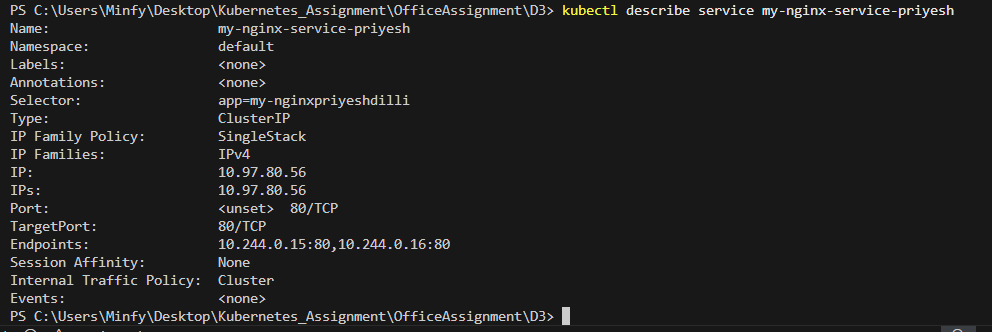 PS C:\Users\Minfy\Desktop\Kubernetes_Assignment\OfficeAssignment\D3> kubectl describe service my-nginx-service-priyesh
Name:                     my-nginx-service-priyesh
Namespace:                default
Labels:                   <none>
Annotations:              <none>
Selector:                 app=my-nginxpriyeshdilli
Type:                     ClusterIP
IP Family Policy:         SingleStack
IP Families:              IPv4
IP:                       10.97.80.56
IPs:                      10.97.80.56
Port:                     <unset>  80/TCP
TargetPort:               80/TCP
Endpoints:                10.244.0.15:80,10.244.0.16:80
Session Affinity:         None
Internal Traffic Policy:  Cluster
Events:                   <none>
PS C:\Users\Minfy\Desktop\Kubernetes_Assignment\OfficeAssignment\D3>